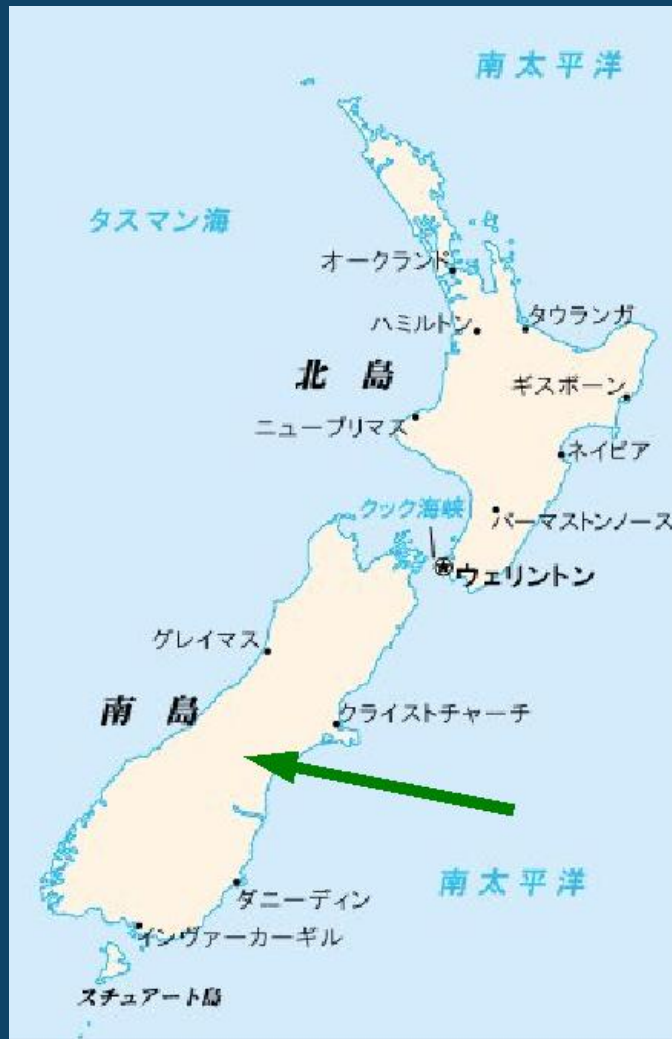 南太平洋
タスマン海
オークランド
ハミルトン
タウランガ
北島
ギスボーン
ニュープリマス
ネイピア
クック海峡
パーマストンノース
ウェリントン
グレイマス
南島
クライストチャーチ
南太平洋
ダニーディン
インヴァーカーギル
スチュアート島